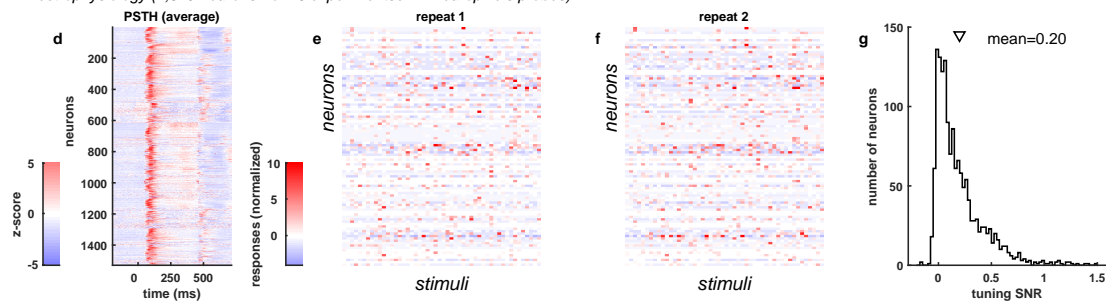 PSTH (average)
repeat 1
repeat 2
d
e
f
g
neurons
200
400
600
800
1000
1200
1400
0
250
500
time (ms)
5
0
-5
z-score
10
5
0
responses (normalized)
neurons
stimuli
neurons
stimuli
mean=0.20
150
100
50
0
number of neurons
0
0.5
1
1.5
tuning SNR